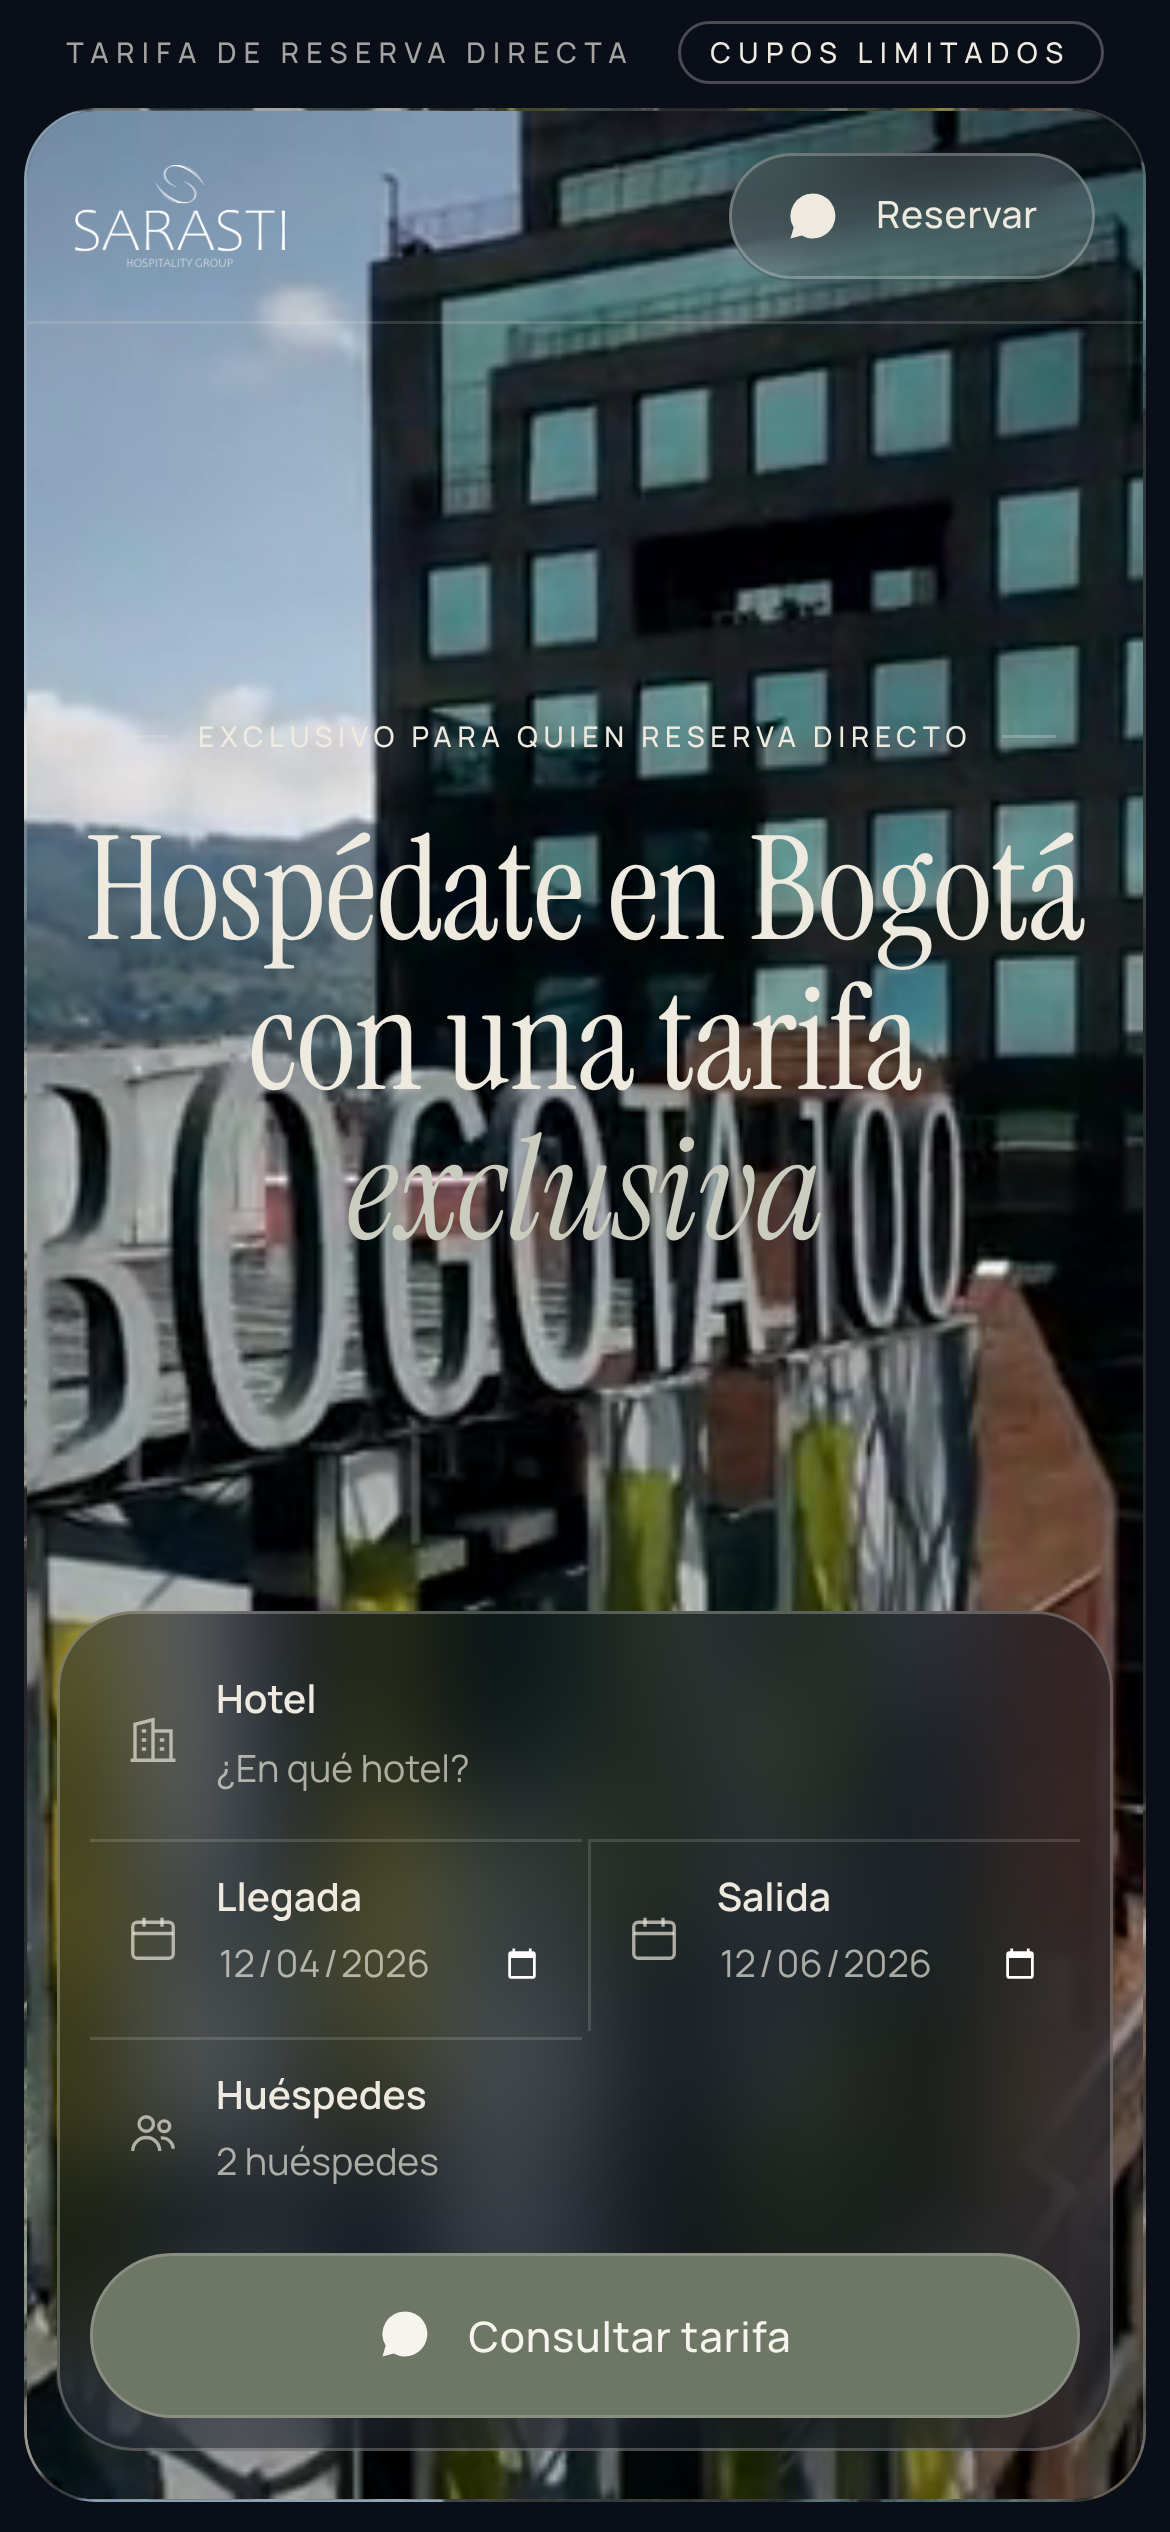 TARIFA DE RESERVA DIRECTA
CUPOS LIMITADOS
SARASTI
HOSPITALITY GROUP
Reservar
EXCLUSIVO PARA QUIEN RESERVA DIRECTO
Hospédate en Bogotá
con una tarifa
exclusiva
BOGOTA 100
Hotel
¿En qué hotel?
Llegada
12/04/2026
Salida
12/06/2026
Huéspedes
2 huéspedes
Consultar tarifa